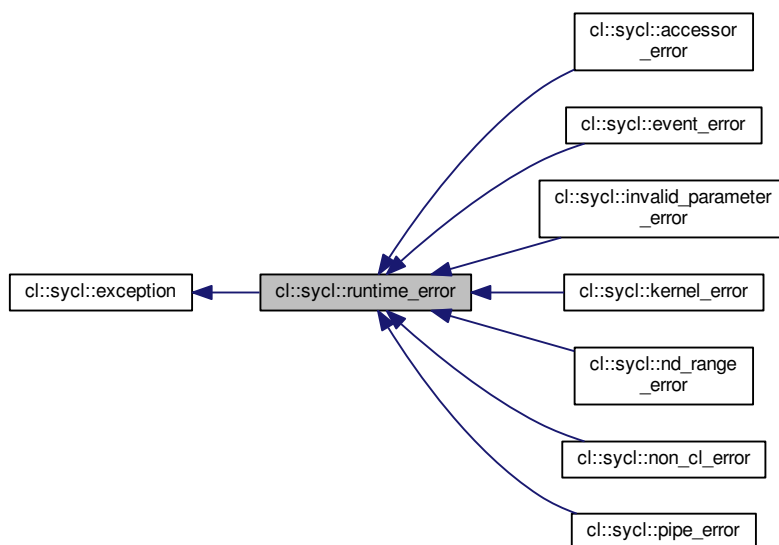 cl::sycl::accessor
_error
cl::sycl::event_error
cl::sycl::invalid_parameter
_error
cl::sycl::exception
cl::sycl::runtime_error
cl::sycl::kernel_error
cl::sycl::nd_range
_error
cl::sycl::non_cl_error
cl::sycl::pipe_error